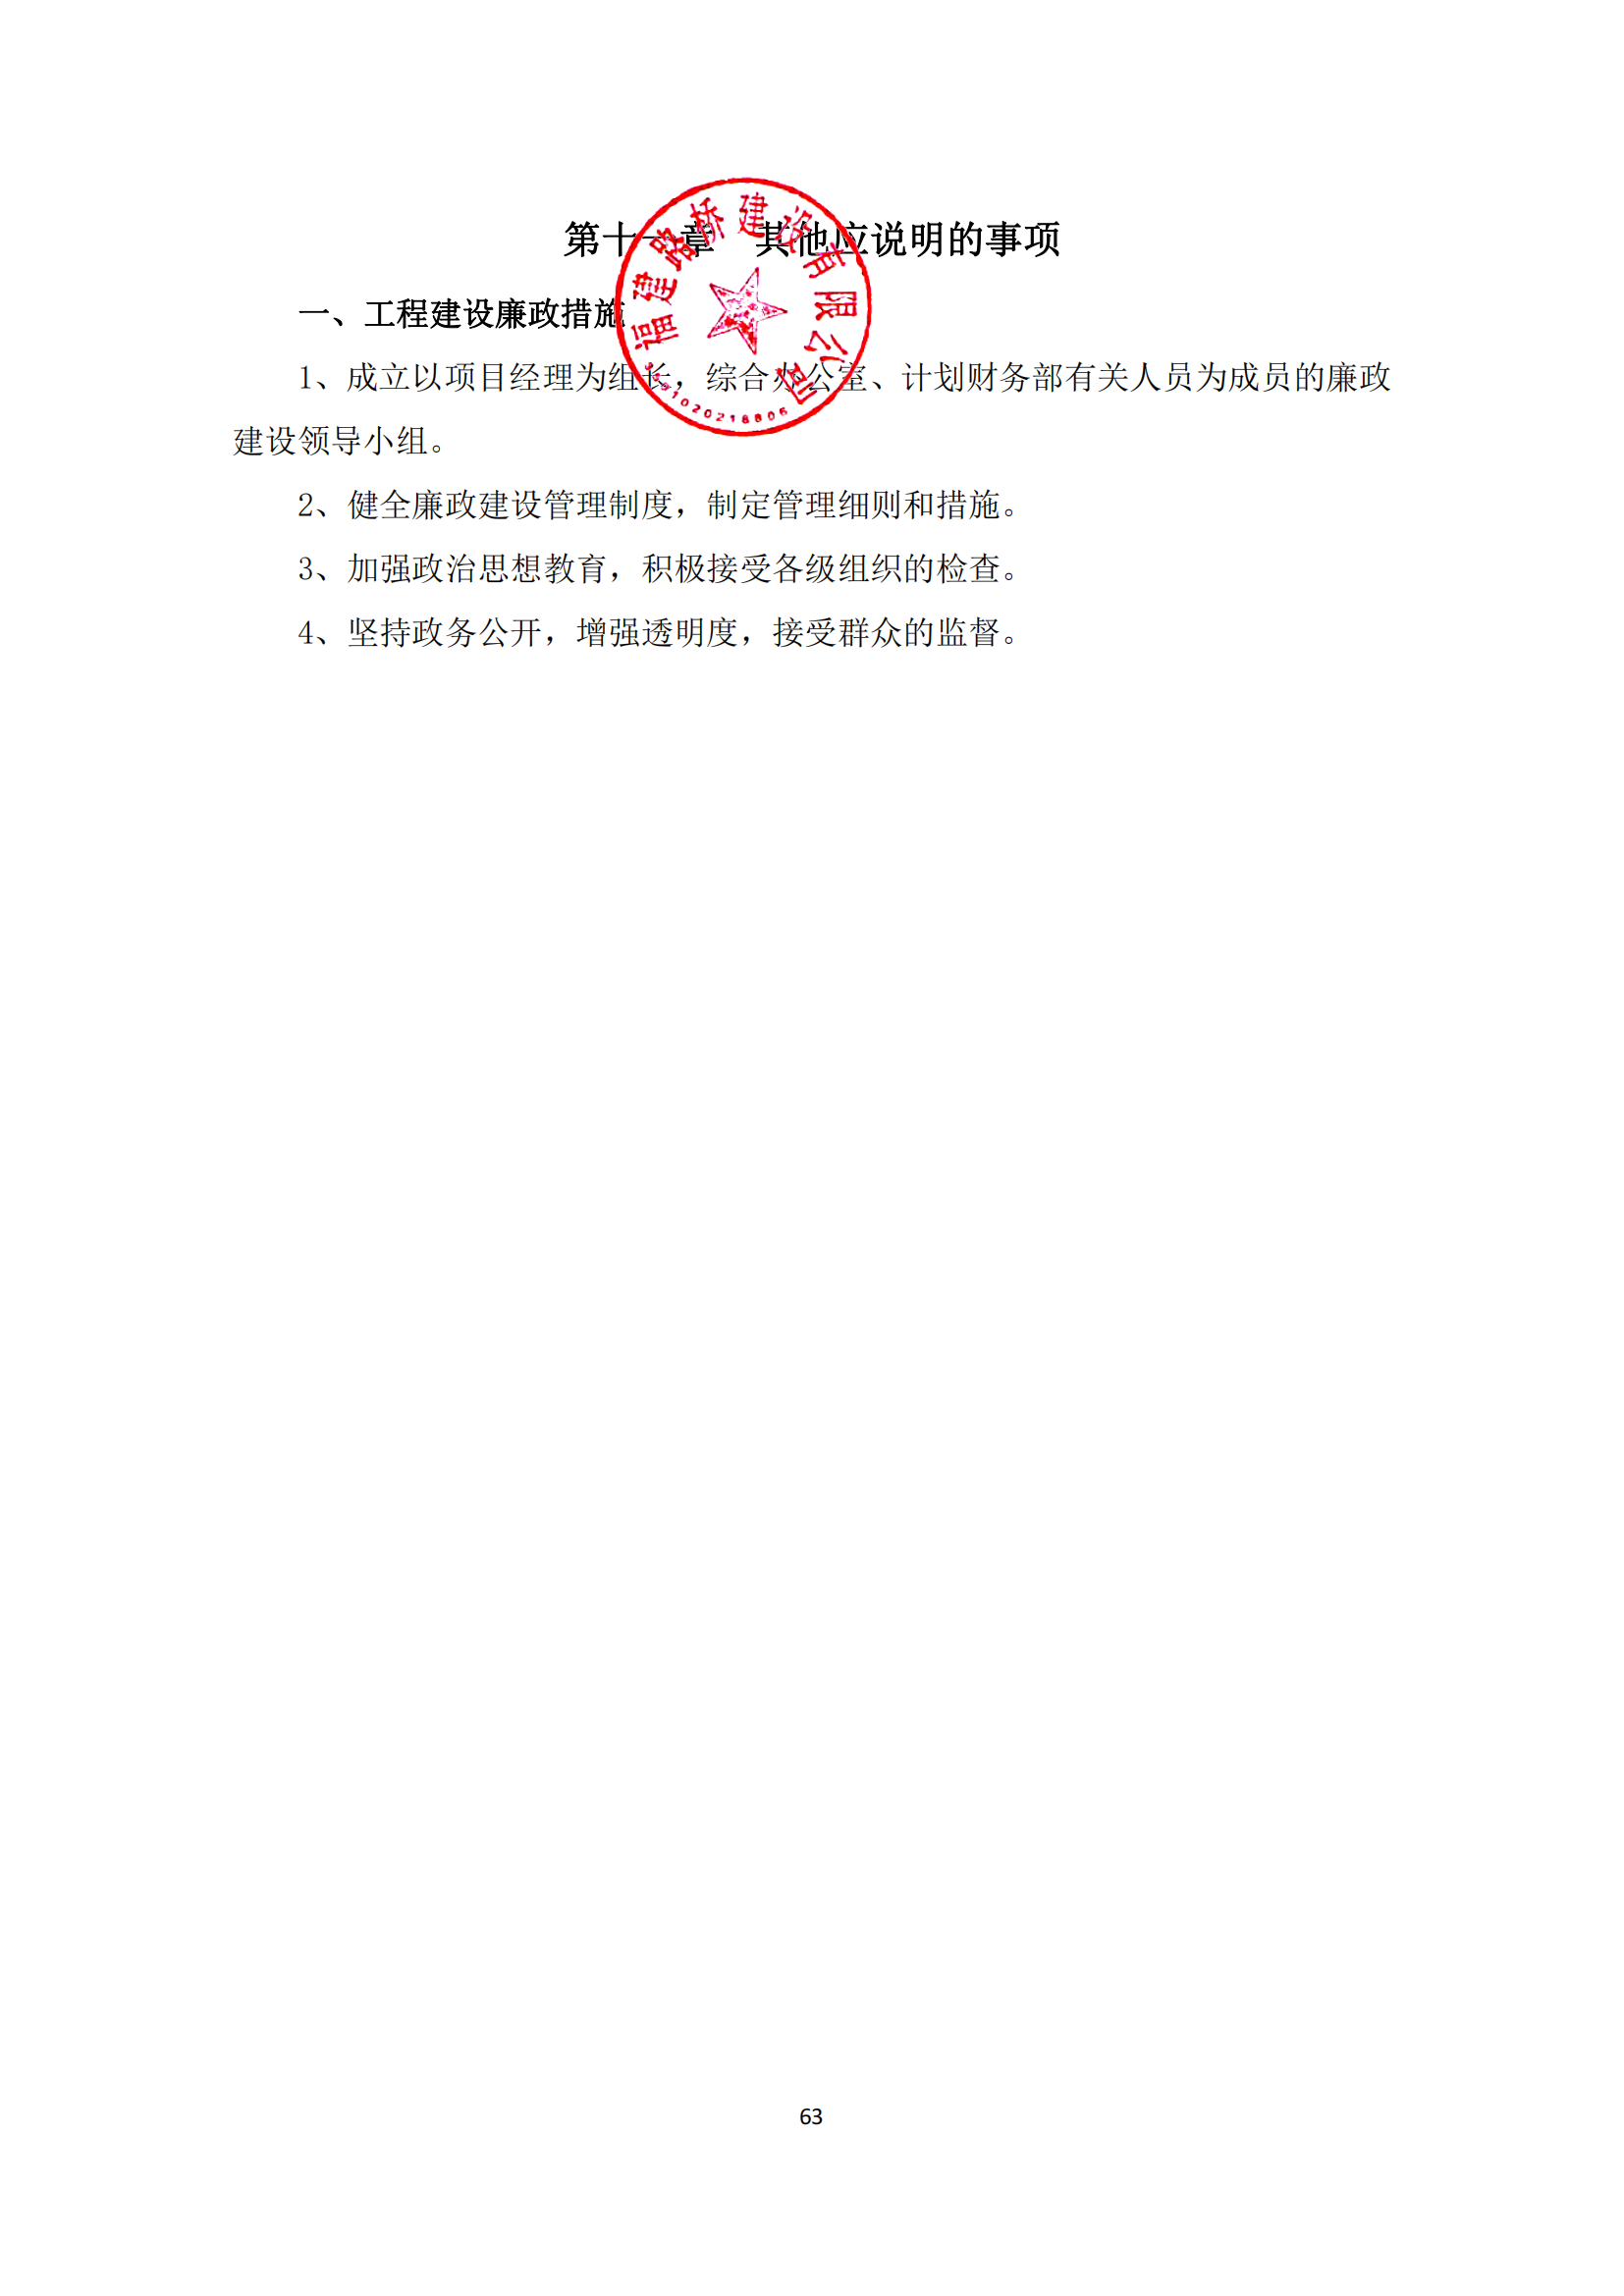 第十一章 其他应说明的事项
一、工程建设廉政措施
1、成立以项目经理为组长，综合办公室、计划财务部有关人员为成员的廉政
建设领导小组。
2、健全廉政建设管理制度，制定管理细则和措施。
3、加强政治思想教育，积极接受各级组织的检查。
4、坚持政务公开，增强透明度，接受群众的监督。
福建路桥建设有限公司
63